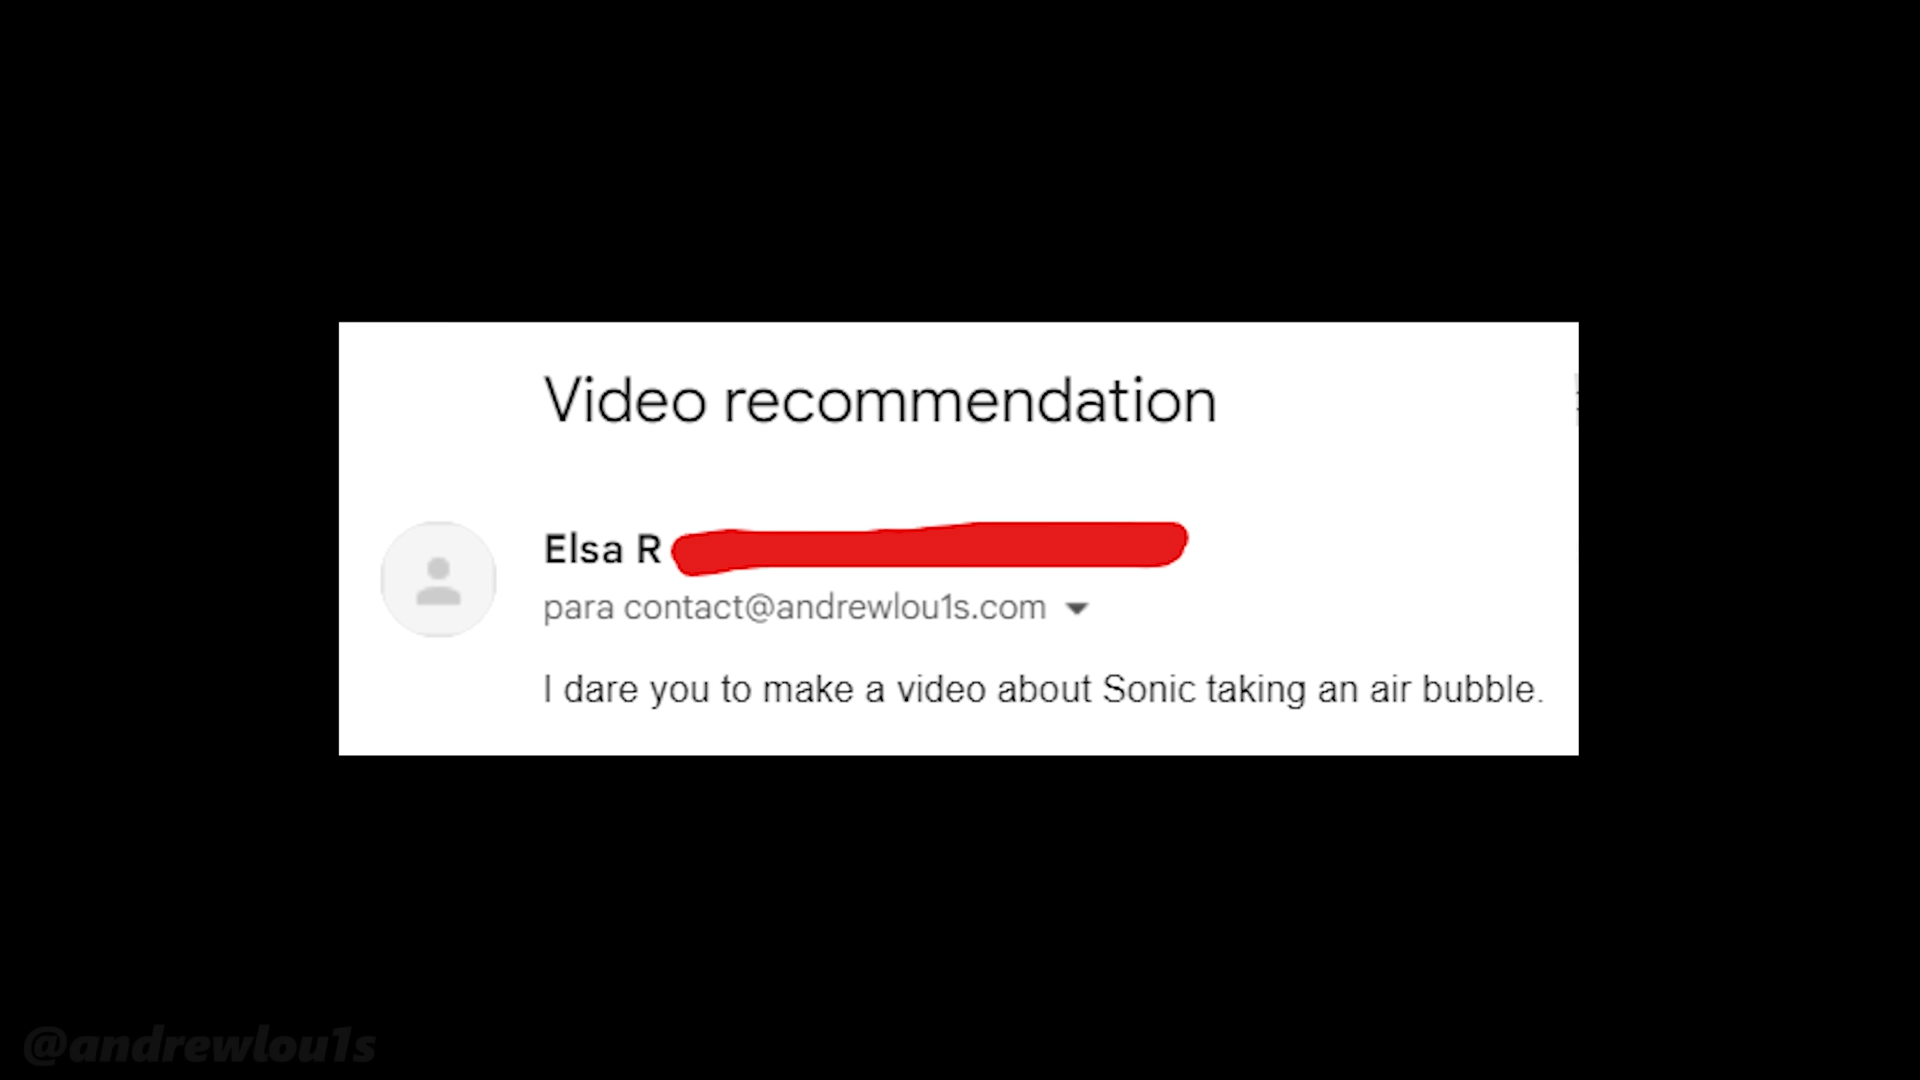 Video recommendation
Elsa R
para contact@andrewlou1s.com
I dare you to make a video about Sonic taking an air bubble.
@andrewlou1s